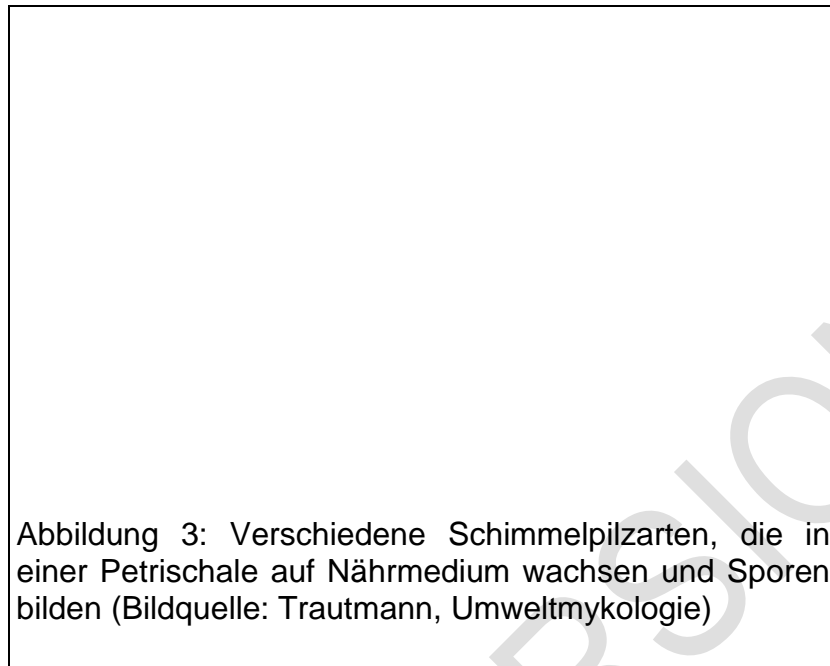 Abbildung 3: Verschiedene Schimmelpilzarten, die in
einer Petrischale auf Nährmedium wachsen und Sporen
bilden (Bildquelle: Trautmann, Umweltmykologie)